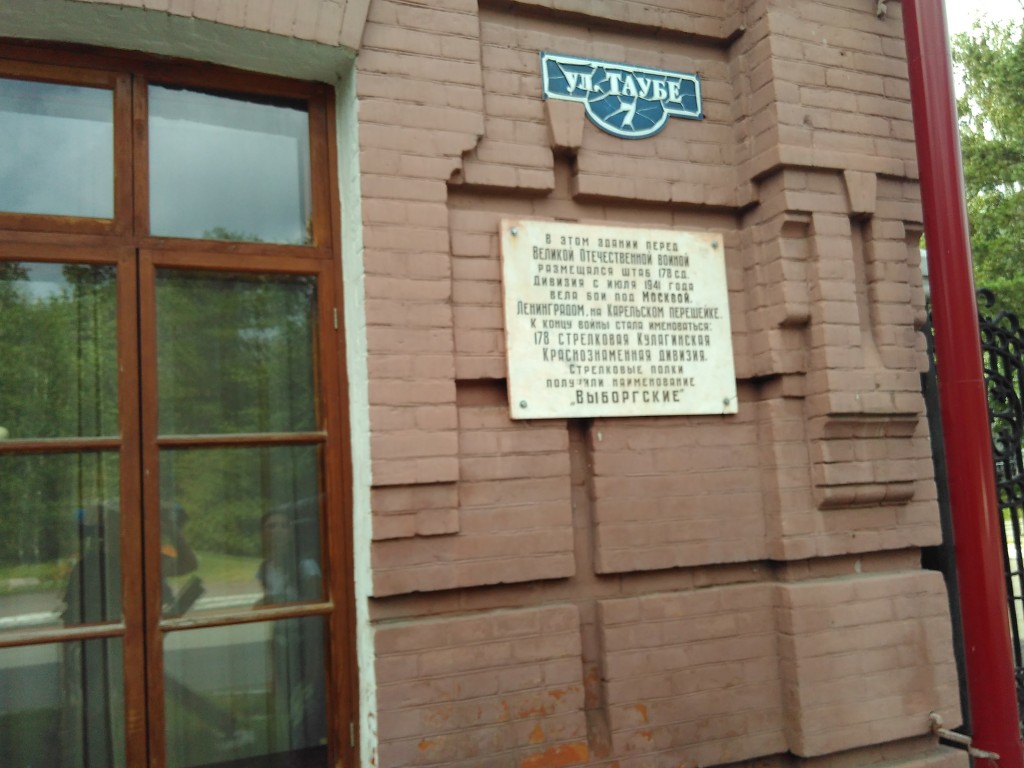 УЛ. ТАУБЕ
7
В ЭТОМ ЗДАНИИ ПЕРЕД
ВЕЛИКОЙ ОТЕЧЕСТВЕННОЙ ВОЙНОЙ
РАЗМЕЩАЛСЯ ШТАБ 178 СД.
ДИВИЗИЯ С ИЮЛЯ 1941 ГОДА
ВЕЛА БОИ ПОД МОСКВОЙ,
ЛЕНИНГРАДОМ, НА КАРЕЛЬСКОМ ПЕРЕШЕЙКЕ.
К КОНЦУ ВОЙНЫ СТАЛА ИМЕНОВАТЬСЯ:
178 СТРЕЛКОВАЯ КУЛАГИНСКАЯ
КРАСНОЗНАМЕННАЯ ДИВИЗИЯ.
СТРЕЛКОВЫЕ ПОЛКИ
ПОЛУЧИЛИ НАИМЕНОВАНИЕ
„ВЫБОРГСКИЕ"